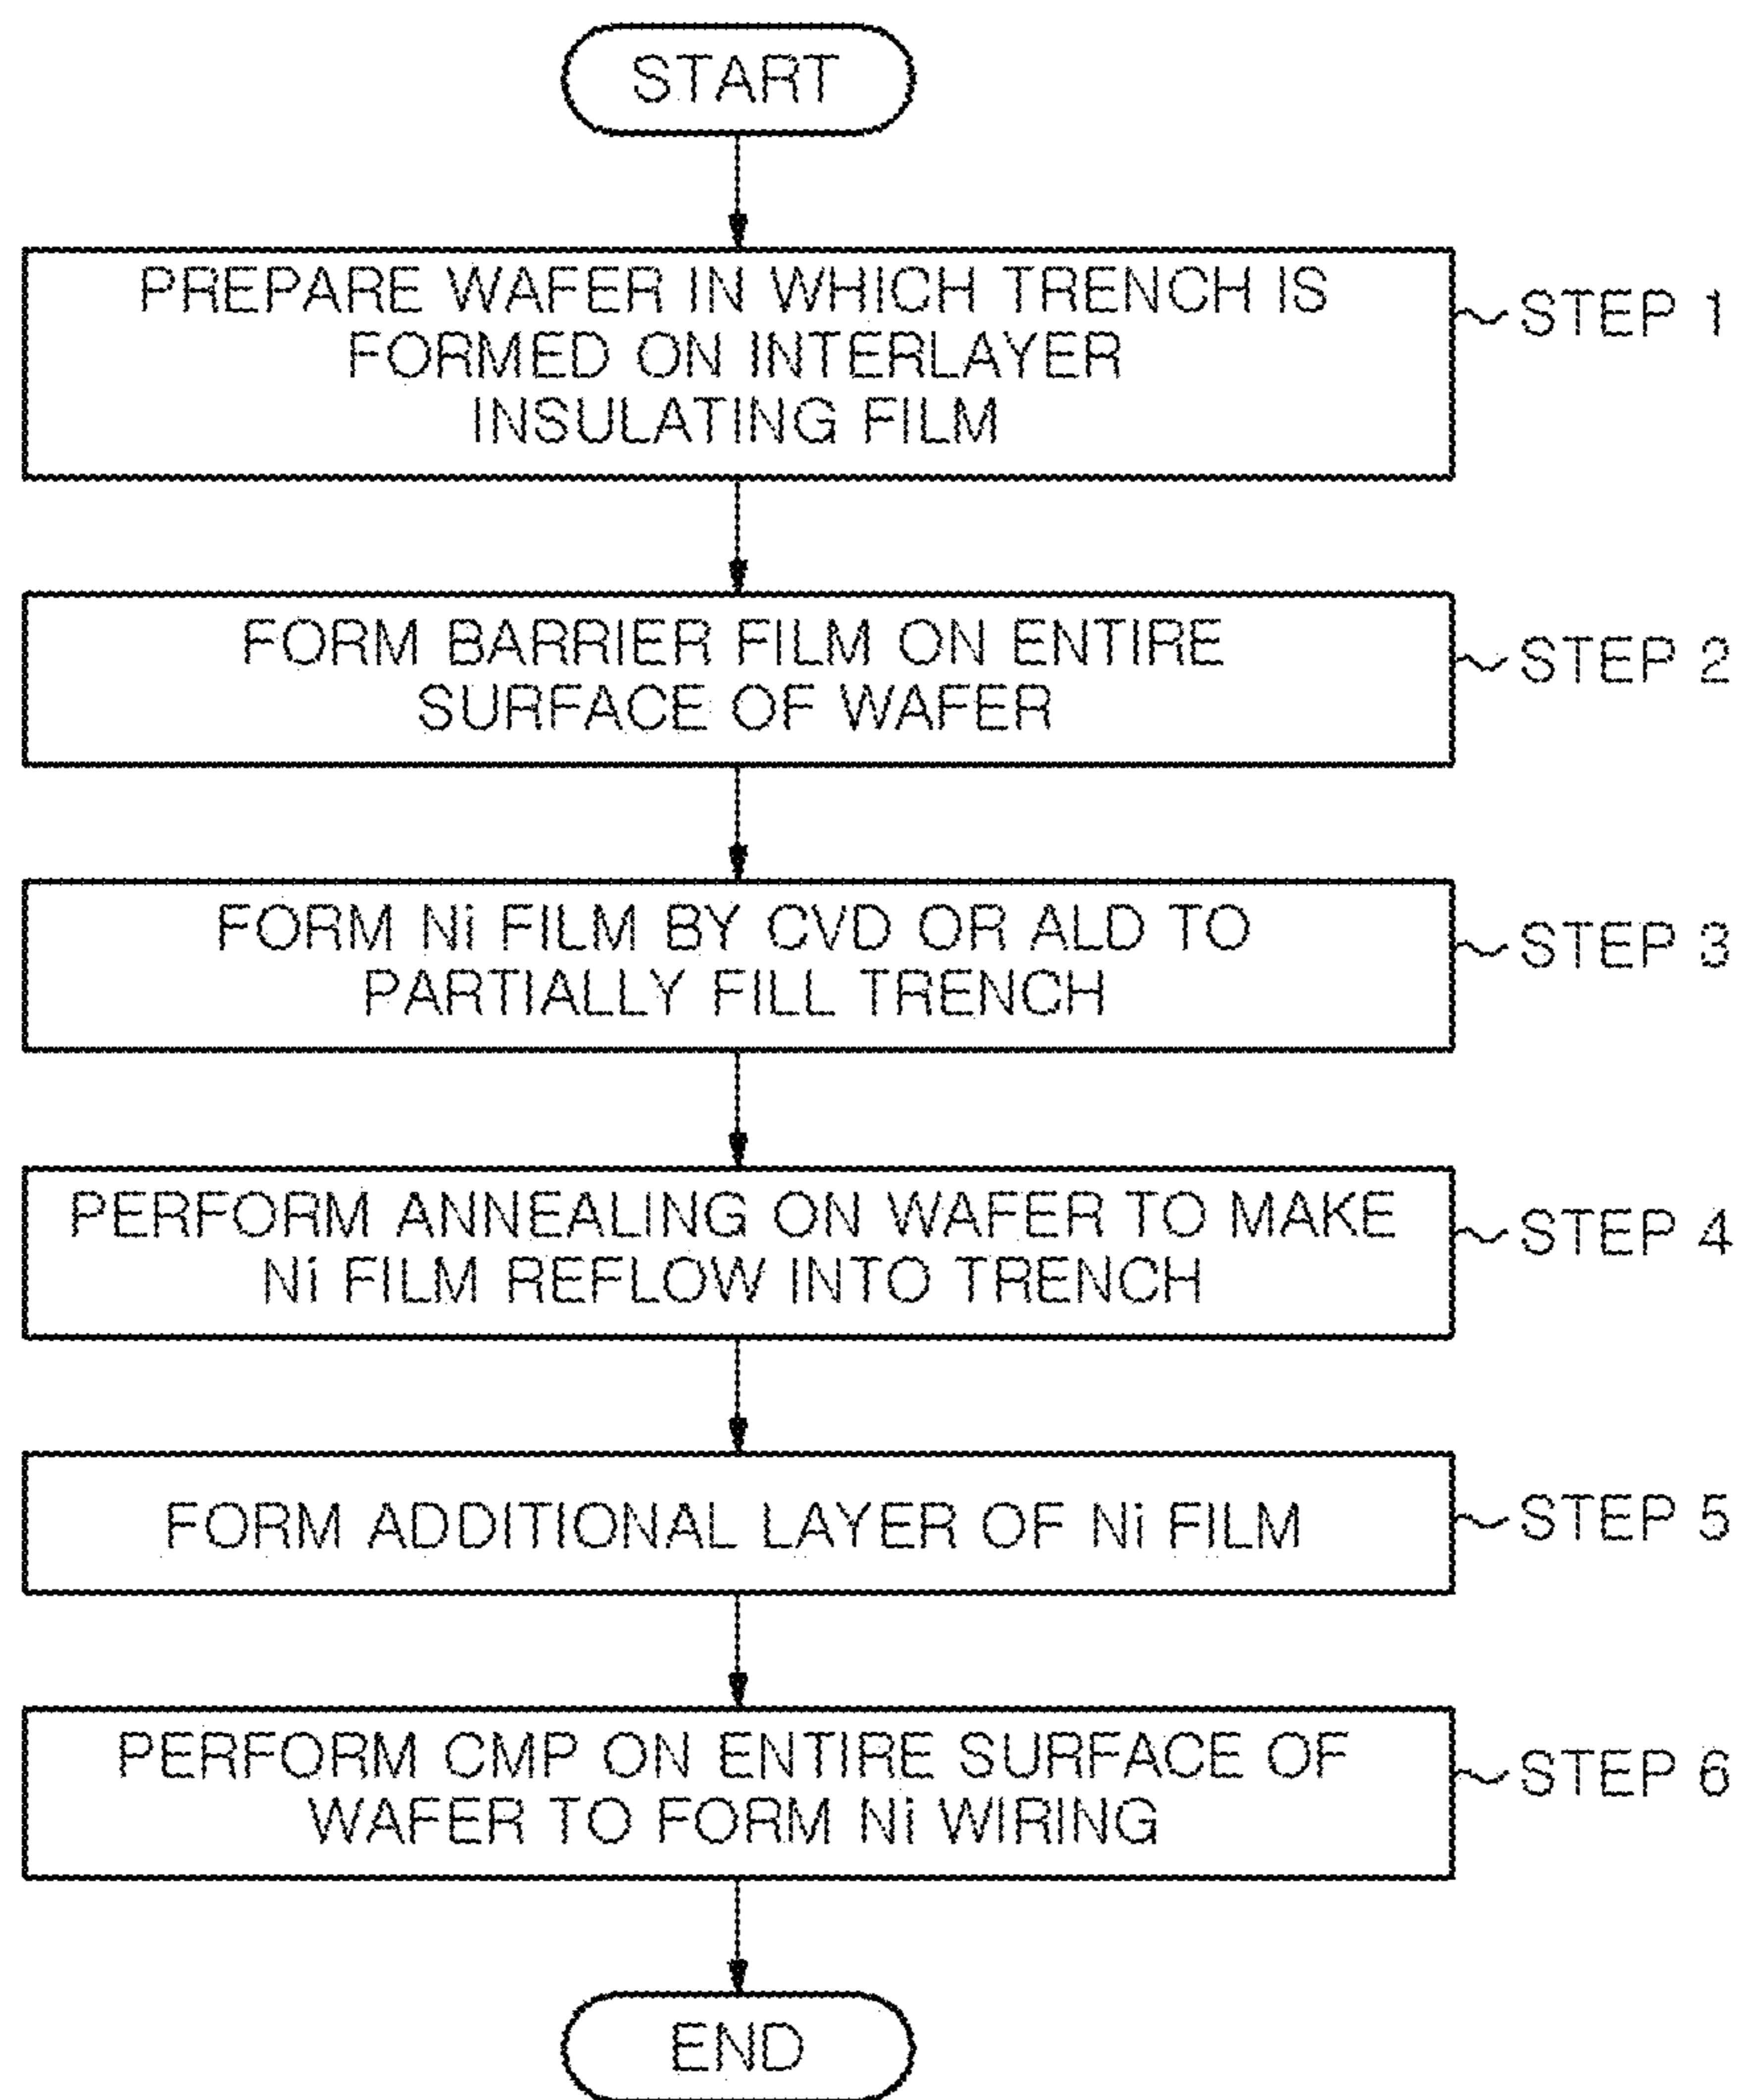 START
PREPARE WAFER IN WHICH TRENCH IS
FORMED ON INTERLAYER
INSULATING FILM
STEP 1
FORM BARRIER FILM ON ENTIRE
SURFACE OF WAFER
STEP 2
FORM Ni FILM BY CVD OR ALD TO
PARTIALLY FILL TRENCH
STEP 3
PERFORM ANNEALING ON WAFER TO MAKE
Ni FILM REFLOW INTO TRENCH
STEP 4
FORM ADDITIONAL LAYER OF Ni FILM
STEP 5
PERFORM CMP ON ENTIRE SURFACE OF
WAFER TO FORM Ni WIRING
STEP 6
END